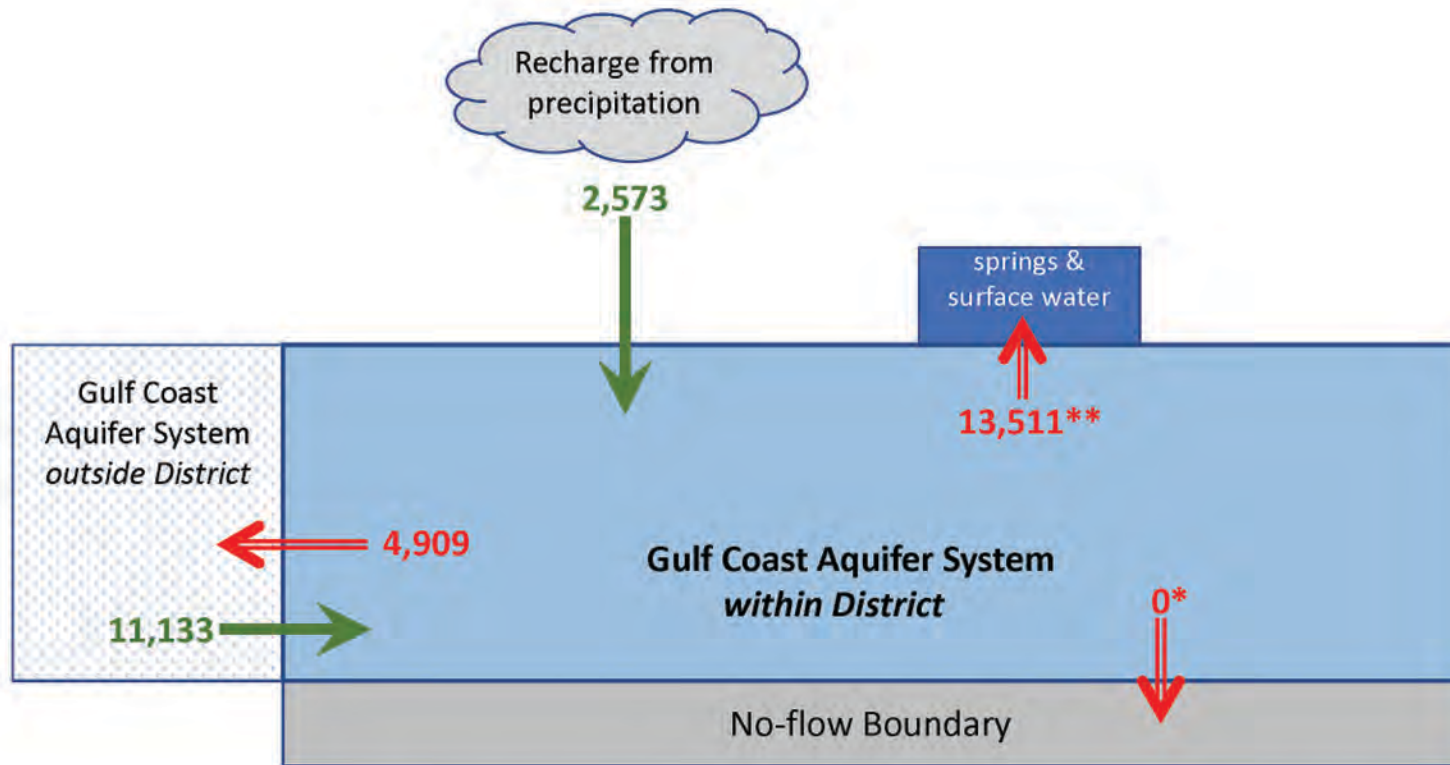 Recharge from
precipitation
2,573
springs &
surface water
13,511**
Gulf Coast
Aquifer System
outside District
4,909
11,133
Gulf Coast Aquifer System
within District
0*
No-flow Boundary